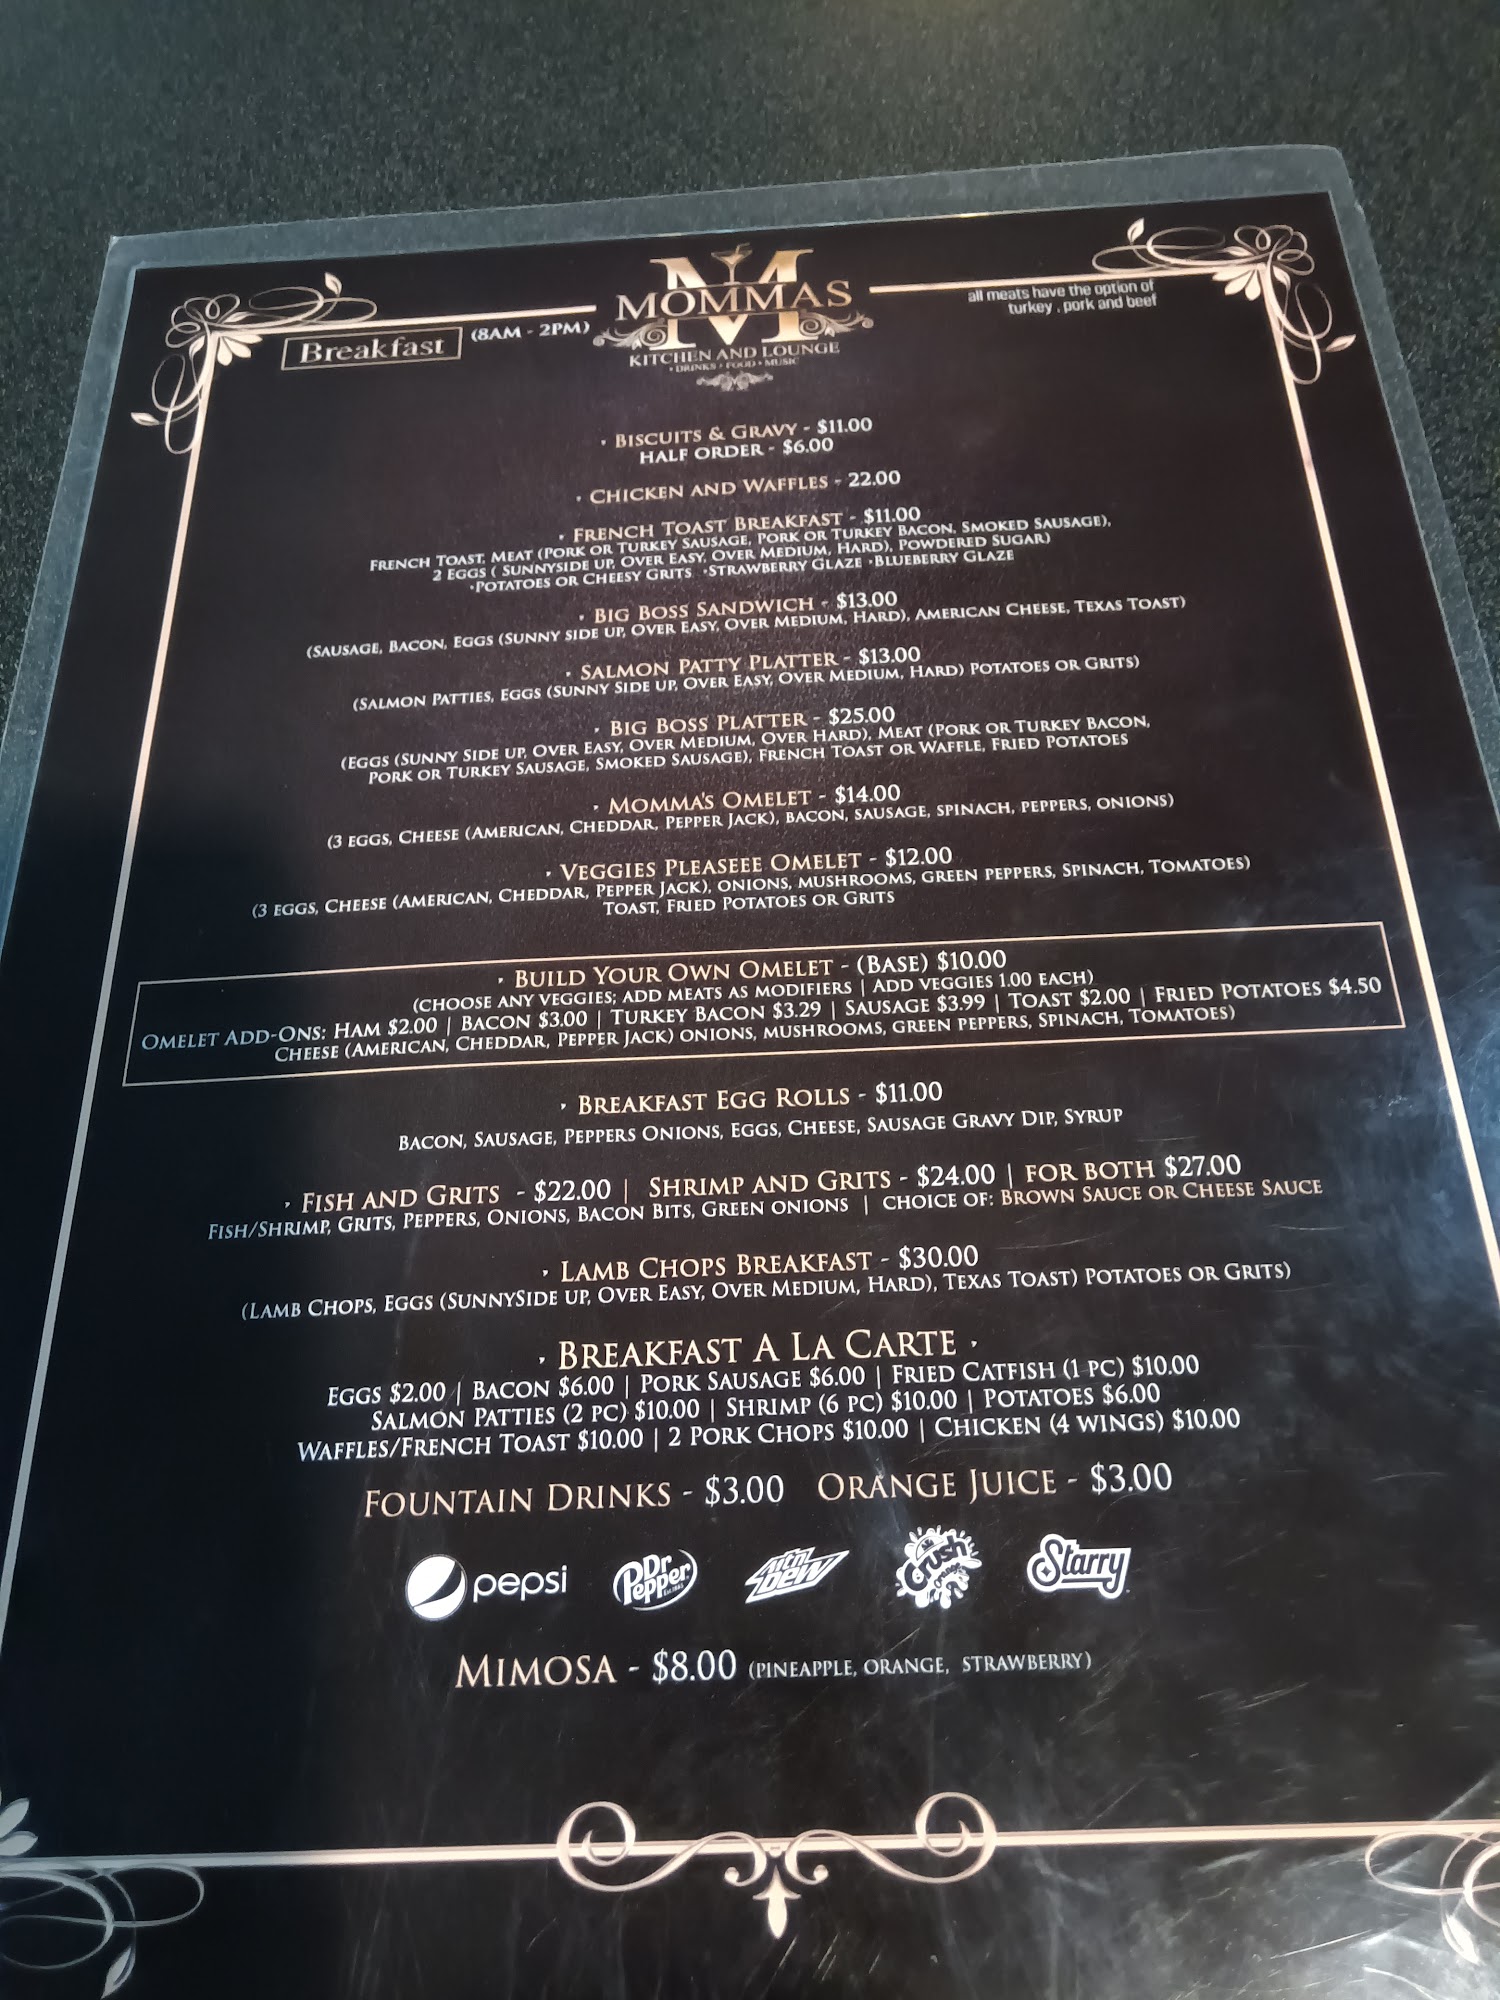 M
MOMMAS
KITCHEN AND LOUNGE
• DRINKS • FOOD • MUSIC
Breakfast (8AM - 2PM)
all meats have the option of
turkey , pork and beef
• BISCUITS & GRAVY - $11.00
HALF ORDER - $6.00
• CHICKEN AND WAFFLES - 22.00
• FRENCH TOAST BREAKFAST - $11.00
FRENCH TOAST, MEAT (PORK OR TURKEY SAUSAGE, PORK OR TURKEY BACON, SMOKED SAUSAGE),
2 EGGS ( SUNNYSIDE UP, OVER EASY, OVER MEDIUM, HARD), POWDERED SUGAR)
•POTATOES OR CHEESY GRITS •STRAWBERRY GLAZE •BLUEBERRY GLAZE
• BIG BOSS SANDWICH - $13.00
(SAUSAGE, BACON, EGGS (SUNNY SIDE UP, OVER EASY, OVER MEDIUM, HARD), AMERICAN CHEESE, TEXAS TOAST)
• SALMON PATTY PLATTER - $13.00
(SALMON PATTIES, EGGS (SUNNY SIDE UP, OVER EASY, OVER MEDIUM, HARD) POTATOES OR GRITS)
• BIG BOSS PLATTER - $25.00
(EGGS (SUNNY SIDE UP, OVER EASY, OVER MEDIUM, OVER HARD), MEAT (PORK OR TURKEY BACON,
PORK OR TURKEY SAUSAGE, SMOKED SAUSAGE), FRENCH TOAST OR WAFFLE, FRIED POTATOES
• MOMMA'S OMELET - $14.00
(3 EGGS, CHEESE (AMERICAN, CHEDDAR, PEPPER JACK), BACON, SAUSAGE, SPINACH, PEPPERS, ONIONS)
• VEGGIES PLEASEEE OMELET - $12.00
(3 EGGS, CHEESE (AMERICAN, CHEDDAR, PEPPER JACK), ONIONS, MUSHROOMS, GREEN PEPPERS, SPINACH, TOMATOES)
TOAST, FRIED POTATOES OR GRITS
• BUILD YOUR OWN OMELET - (BASE) $10.00
(CHOOSE ANY VEGGIES; ADD MEATS AS MODIFIERS | ADD VEGGIES 1.00 EACH)
OMELET ADD-ONS: HAM $2.00 | BACON $3.00 | TURKEY BACON $3.29 | SAUSAGE $3.99 | TOAST $2.00 | FRIED POTATOES $4.50
CHEESE (AMERICAN, CHEDDAR, PEPPER JACK) ONIONS, MUSHROOMS, GREEN PEPPERS, SPINACH, TOMATOES)
• BREAKFAST EGG ROLLS - $11.00
BACON, SAUSAGE, PEPPERS ONIONS, EGGS, CHEESE, SAUSAGE GRAVY DIP, SYRUP
• FISH AND GRITS - $22.00 | SHRIMP AND GRITS - $24.00 | FOR BOTH $27.00
FISH/SHRIMP, GRITS, PEPPERS, ONIONS, BACON BITS, GREEN ONIONS | CHOICE OF: BROWN SAUCE OR CHEESE SAUCE
• LAMB CHOPS BREAKFAST - $30.00
(LAMB CHOPS, EGGS (SUNNYSIDE UP, OVER EASY, OVER MEDIUM, HARD), TEXAS TOAST) POTATOES OR GRITS)
• BREAKFAST A LA CARTE •
EGGS $2.00 | BACON $6.00 | PORK SAUSAGE $6.00 | FRIED CATFISH (1 PC) $10.00
SALMON PATTIES (2 PC) $10.00 | SHRIMP (6 PC) $10.00 | POTATOES $6.00
WAFFLES/FRENCH TOAST $10.00 | 2 PORK CHOPS $10.00 | CHICKEN (4 WINGS) $10.00
FOUNTAIN DRINKS - $3.00 ORANGE JUICE - $3.00
pepsi Dr Pepper mtn DEW Crush Starry
MIMOSA - $8.00 (PINEAPPLE, ORANGE, STRAWBERRY)